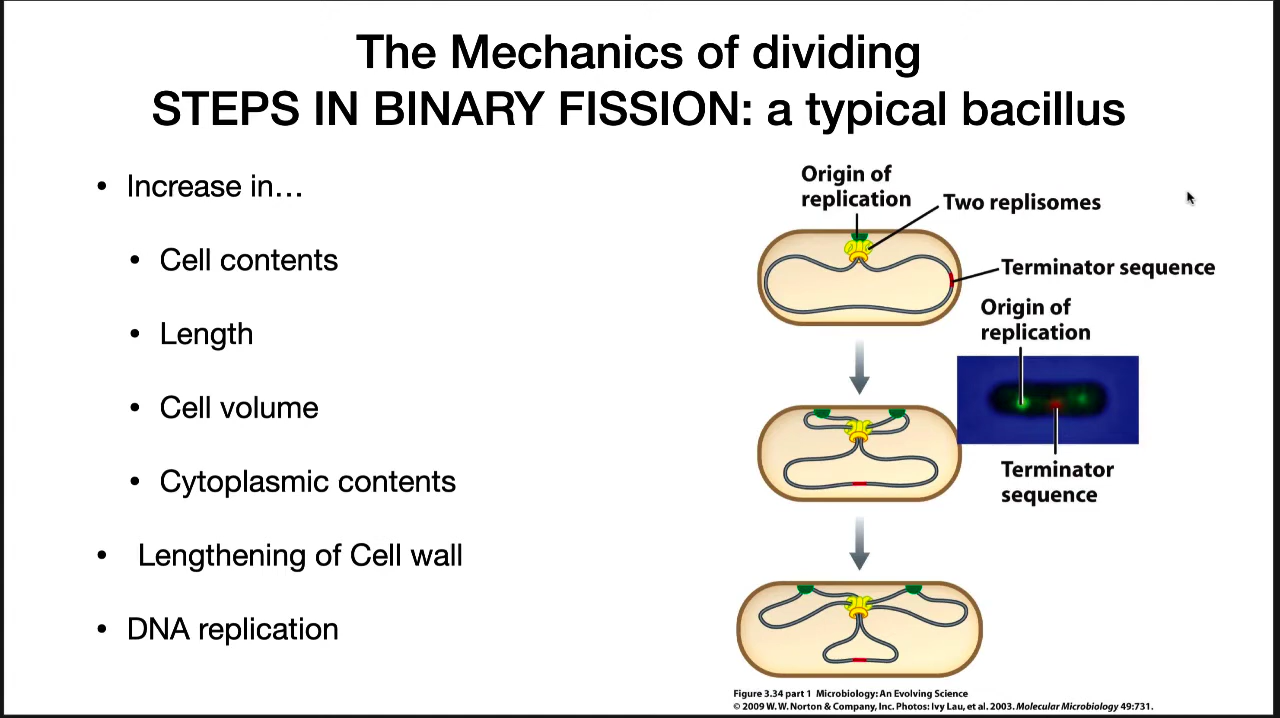 The Mechanics of dividing
STEPS IN BINARY FISSION: a typical bacillus
• Increase in…
• Cell contents
• Length
• Cell volume
• Cytoplasmic contents
• Lengthening of Cell wall
• DNA replication
Origin of
replication
Two replisomes
Terminator sequence
Origin of
replication
Terminator
sequence
Figure 3.34 part 1 Microbiology: An Evolving Science
© 2009 W. W. Norton & Company, Inc. Photos: Ivy Lau, et al. 2003. Molecular Microbiology 49:731.